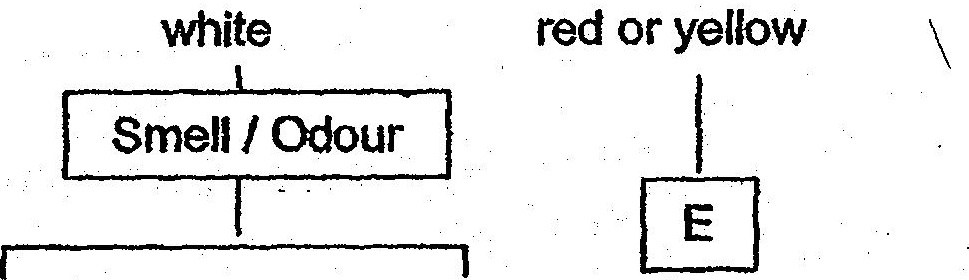 white
red or yellow
Smell / Odour
E